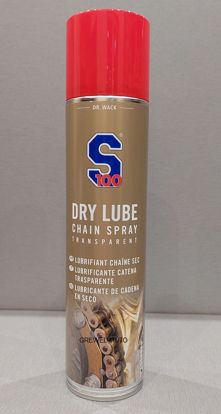 DR. WACK
S
100
DRY LUBE
CHAIN SPRAY
TRANSPARENT
LUBRIFIANT CHAÎNE SEC
LUBRIFICANTE CATENA
TRASPARENTE
LUBRICANTE DE CADENA
EN SECO